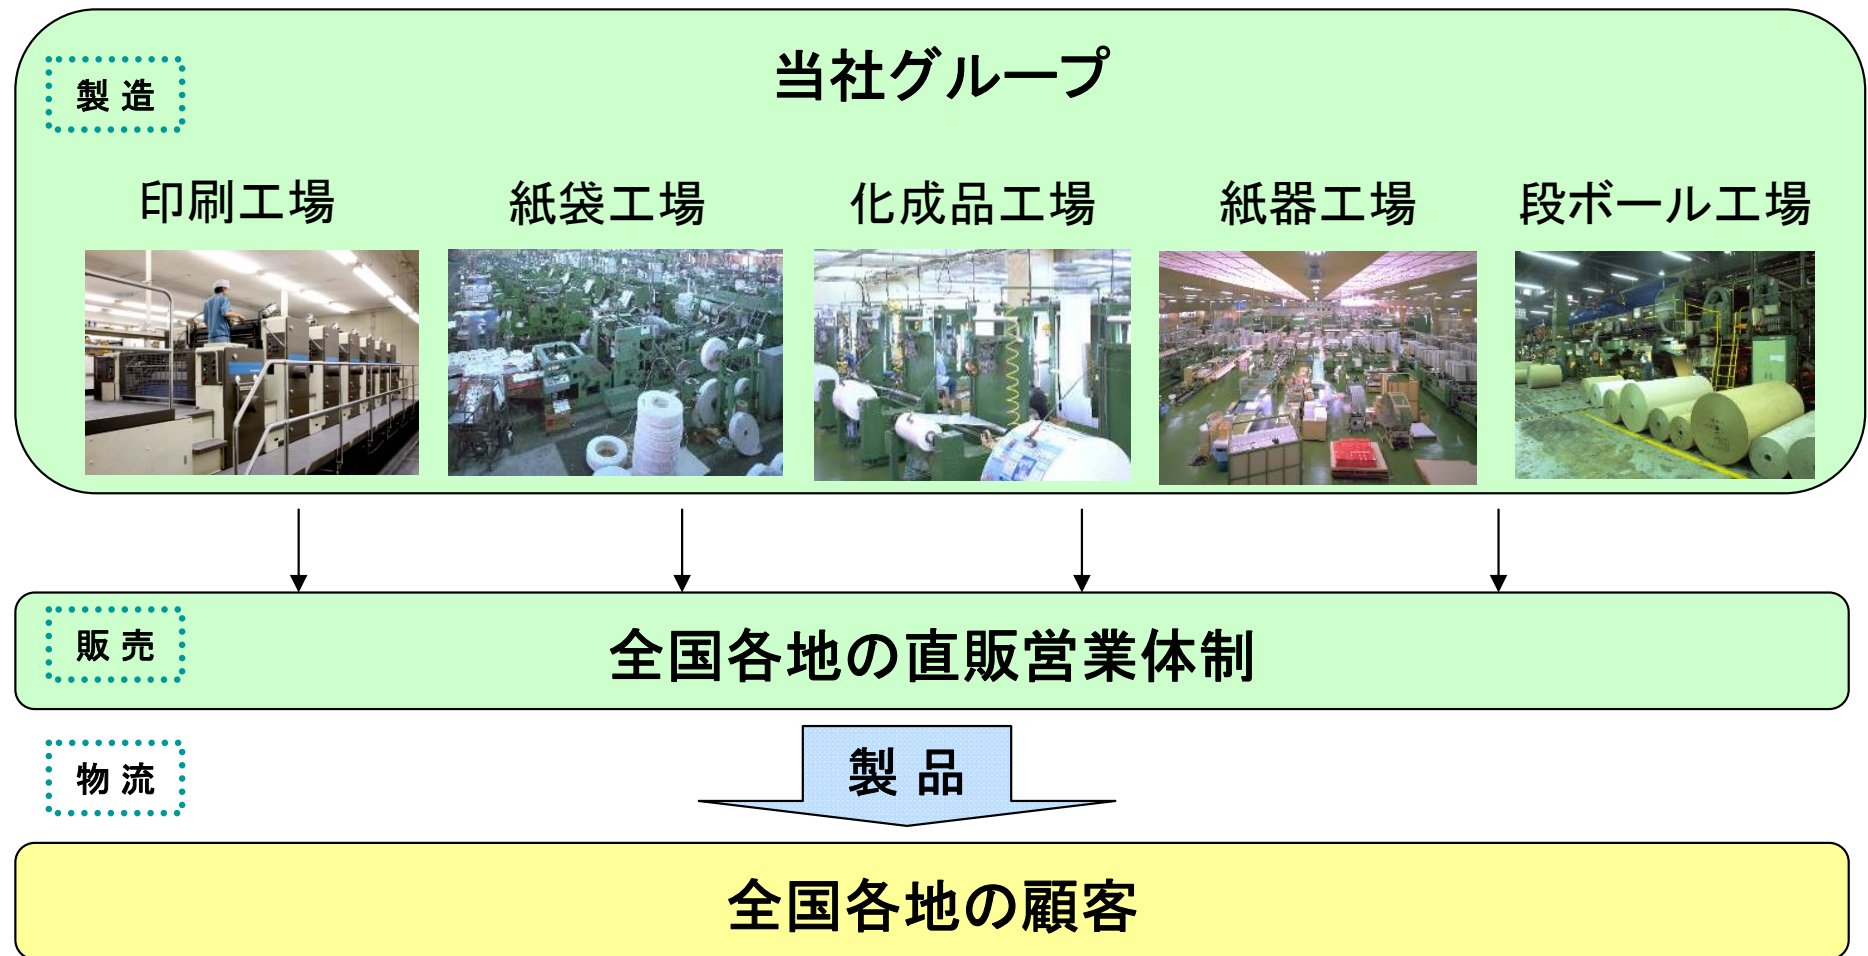 当社グループ
製 造
印刷工場 紙袋工場 化成品工場 紙器工場 段ボール工場
販 売
全国各地の直販営業体制
物 流
製 品
全国各地の顧客